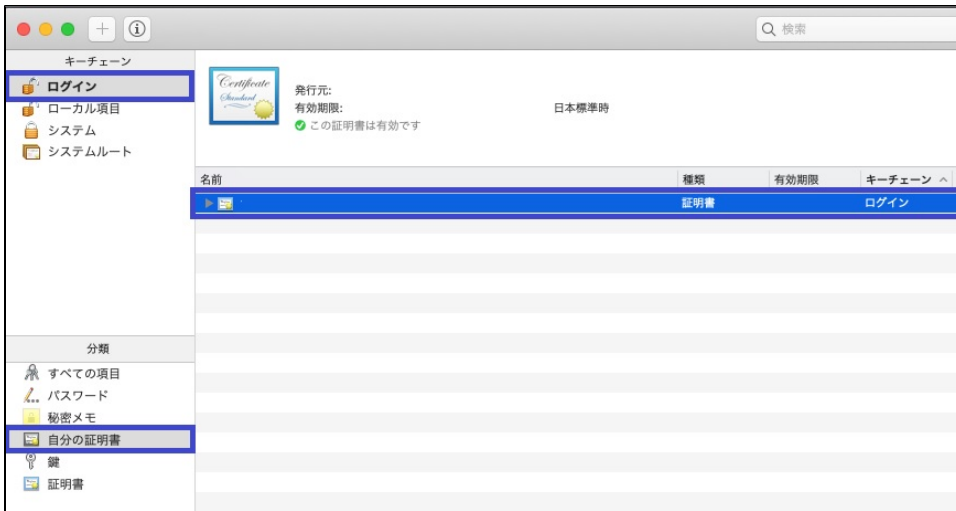 検索
キーチェーン
ログイン
ローカル項目
システム
システムルート
Certificate
Standard
発行元:
有効期限: 日本標準時
この証明書は有効です
名前 種類 有効期限 キーチェーン
証明書 ログイン
分類
すべての項目
パスワード
秘密メモ
自分の証明書
鍵
証明書